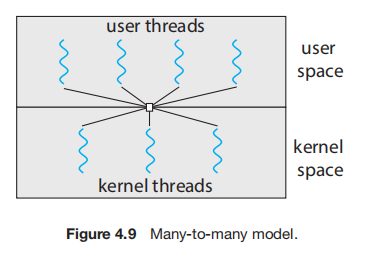 user threads
user
space
kernel
space
kernel threads
Figure 4.9 Many-to-many model.